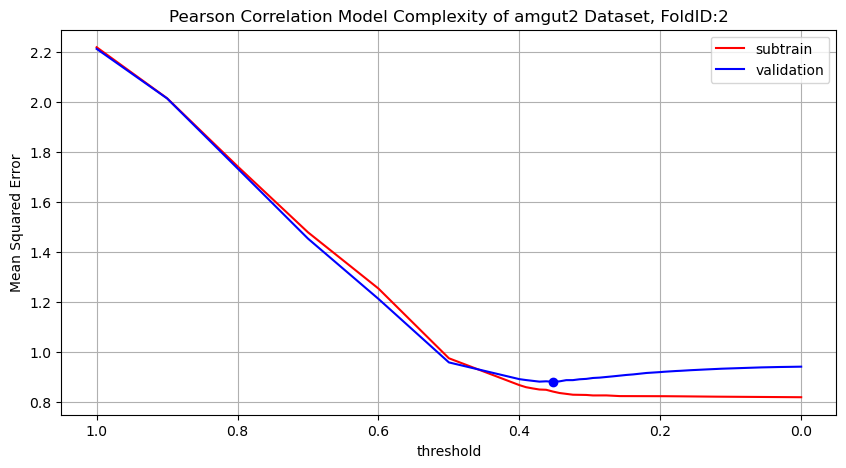 Pearson Correlation Model Complexity of amgut2 Dataset, FoldID:2
subtrain
validation
Mean Squared Error
2.2
2.0
1.8
1.6
1.4
1.2
1.0
0.8
1.0 0.8 0.6 0.4 0.2 0.0
threshold